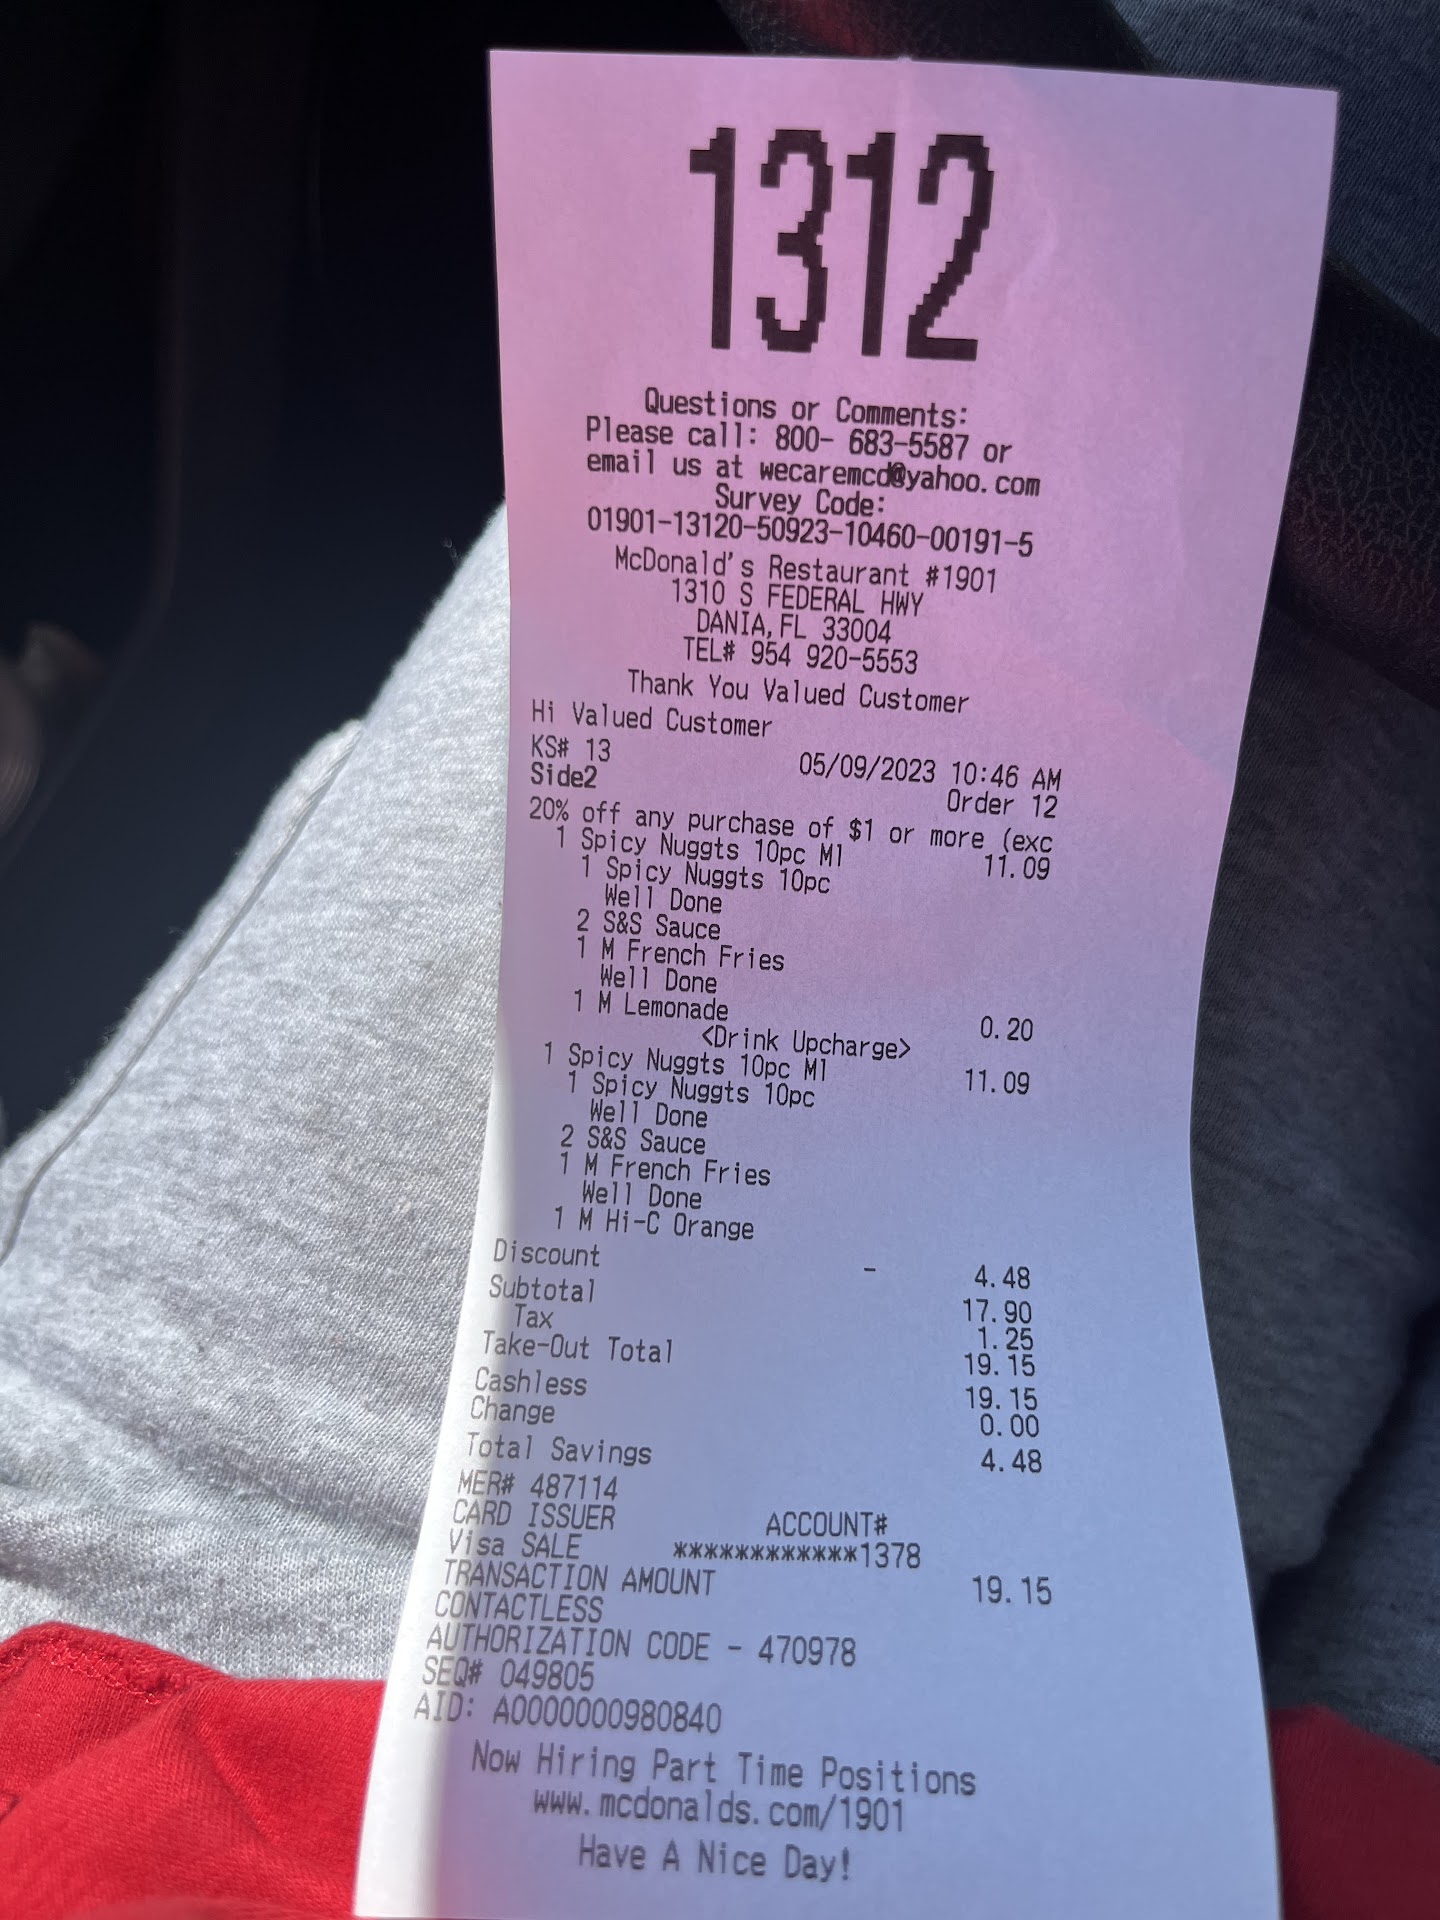 1312
Questions or Comments:
Please call: 800- 683-5587 or
email us at wecaremcd@yahoo.com
Survey Code:
01901-13120-50923-10460-00191-5
McDonald's Restaurant #1901
1310 S FEDERAL HWY
DANIA,FL 33004
TEL# 954 920-5553
Thank You Valued Customer
Hi Valued Customer
KS# 13 05/09/2023 10:46 AM
Side2 Order 12
20% off any purchase of $1 or more (exc
1 Spicy Nuggts 10pc Ml 11.09
1 Spicy Nuggts 10pc
Well Done
2 S&S Sauce
1 M French Fries
Well Done
1 M Lemonade 0.20
<Drink Upcharge>
1 Spicy Nuggts 10pc Ml 11.09
1 Spicy Nuggts 10pc
Well Done
2 S&S Sauce
1 M French Fries
Well Done
1 M Hi-C Orange
Discount - 4.48
Subtotal 17.90
Tax 1.25
Take-Out Total 19.15
Cashless 19.15
Change 0.00
Total Savings 4.48
MER# 487114
CARD ISSUER ACCOUNT#
Visa SALE ************1378
TRANSACTION AMOUNT 19.15
CONTACTLESS
AUTHORIZATION CODE - 470978
SEQ# 049805
AID: A0000000980840
Now Hiring Part Time Positions
www.mcdonalds.com/1901
Have A Nice Day!